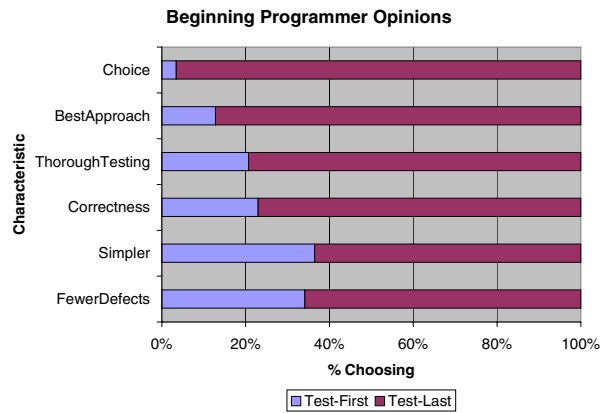 Beginning Programmer Opinions
Characteristic
Choice
BestApproach
ThoroughTesting
Correctness
Simpler
FewerDefects
0% 20% 40% 60% 80% 100%
% Choosing
Test-First Test-Last